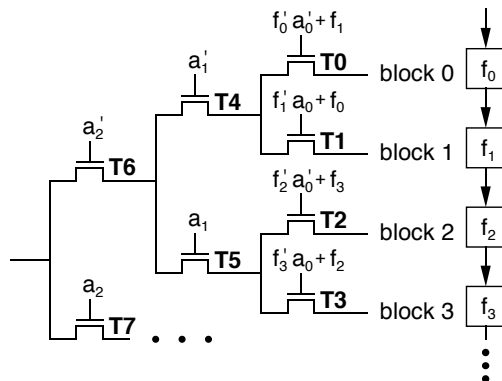 f₀' a₀' + f₁
a₁' T0 block 0 f₀
T4 f₁' a₀ + f₀
a₂' T1 block 1 f₁
T6 f₂' a₀' + f₃
a₁ T2 block 2 f₂
a₂ T5 f₃' a₀ + f₂
T7 T3 block 3 f₃